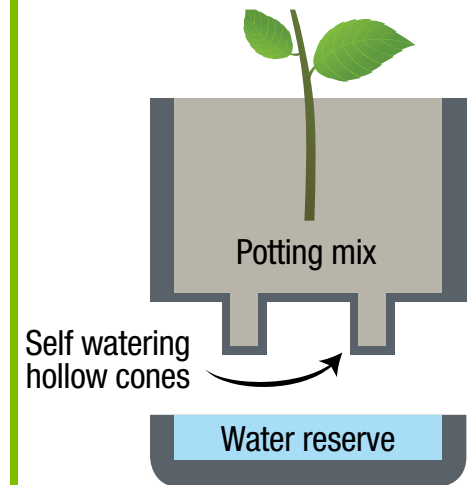 Potting mix
Self watering
hollow cones
Water reserve